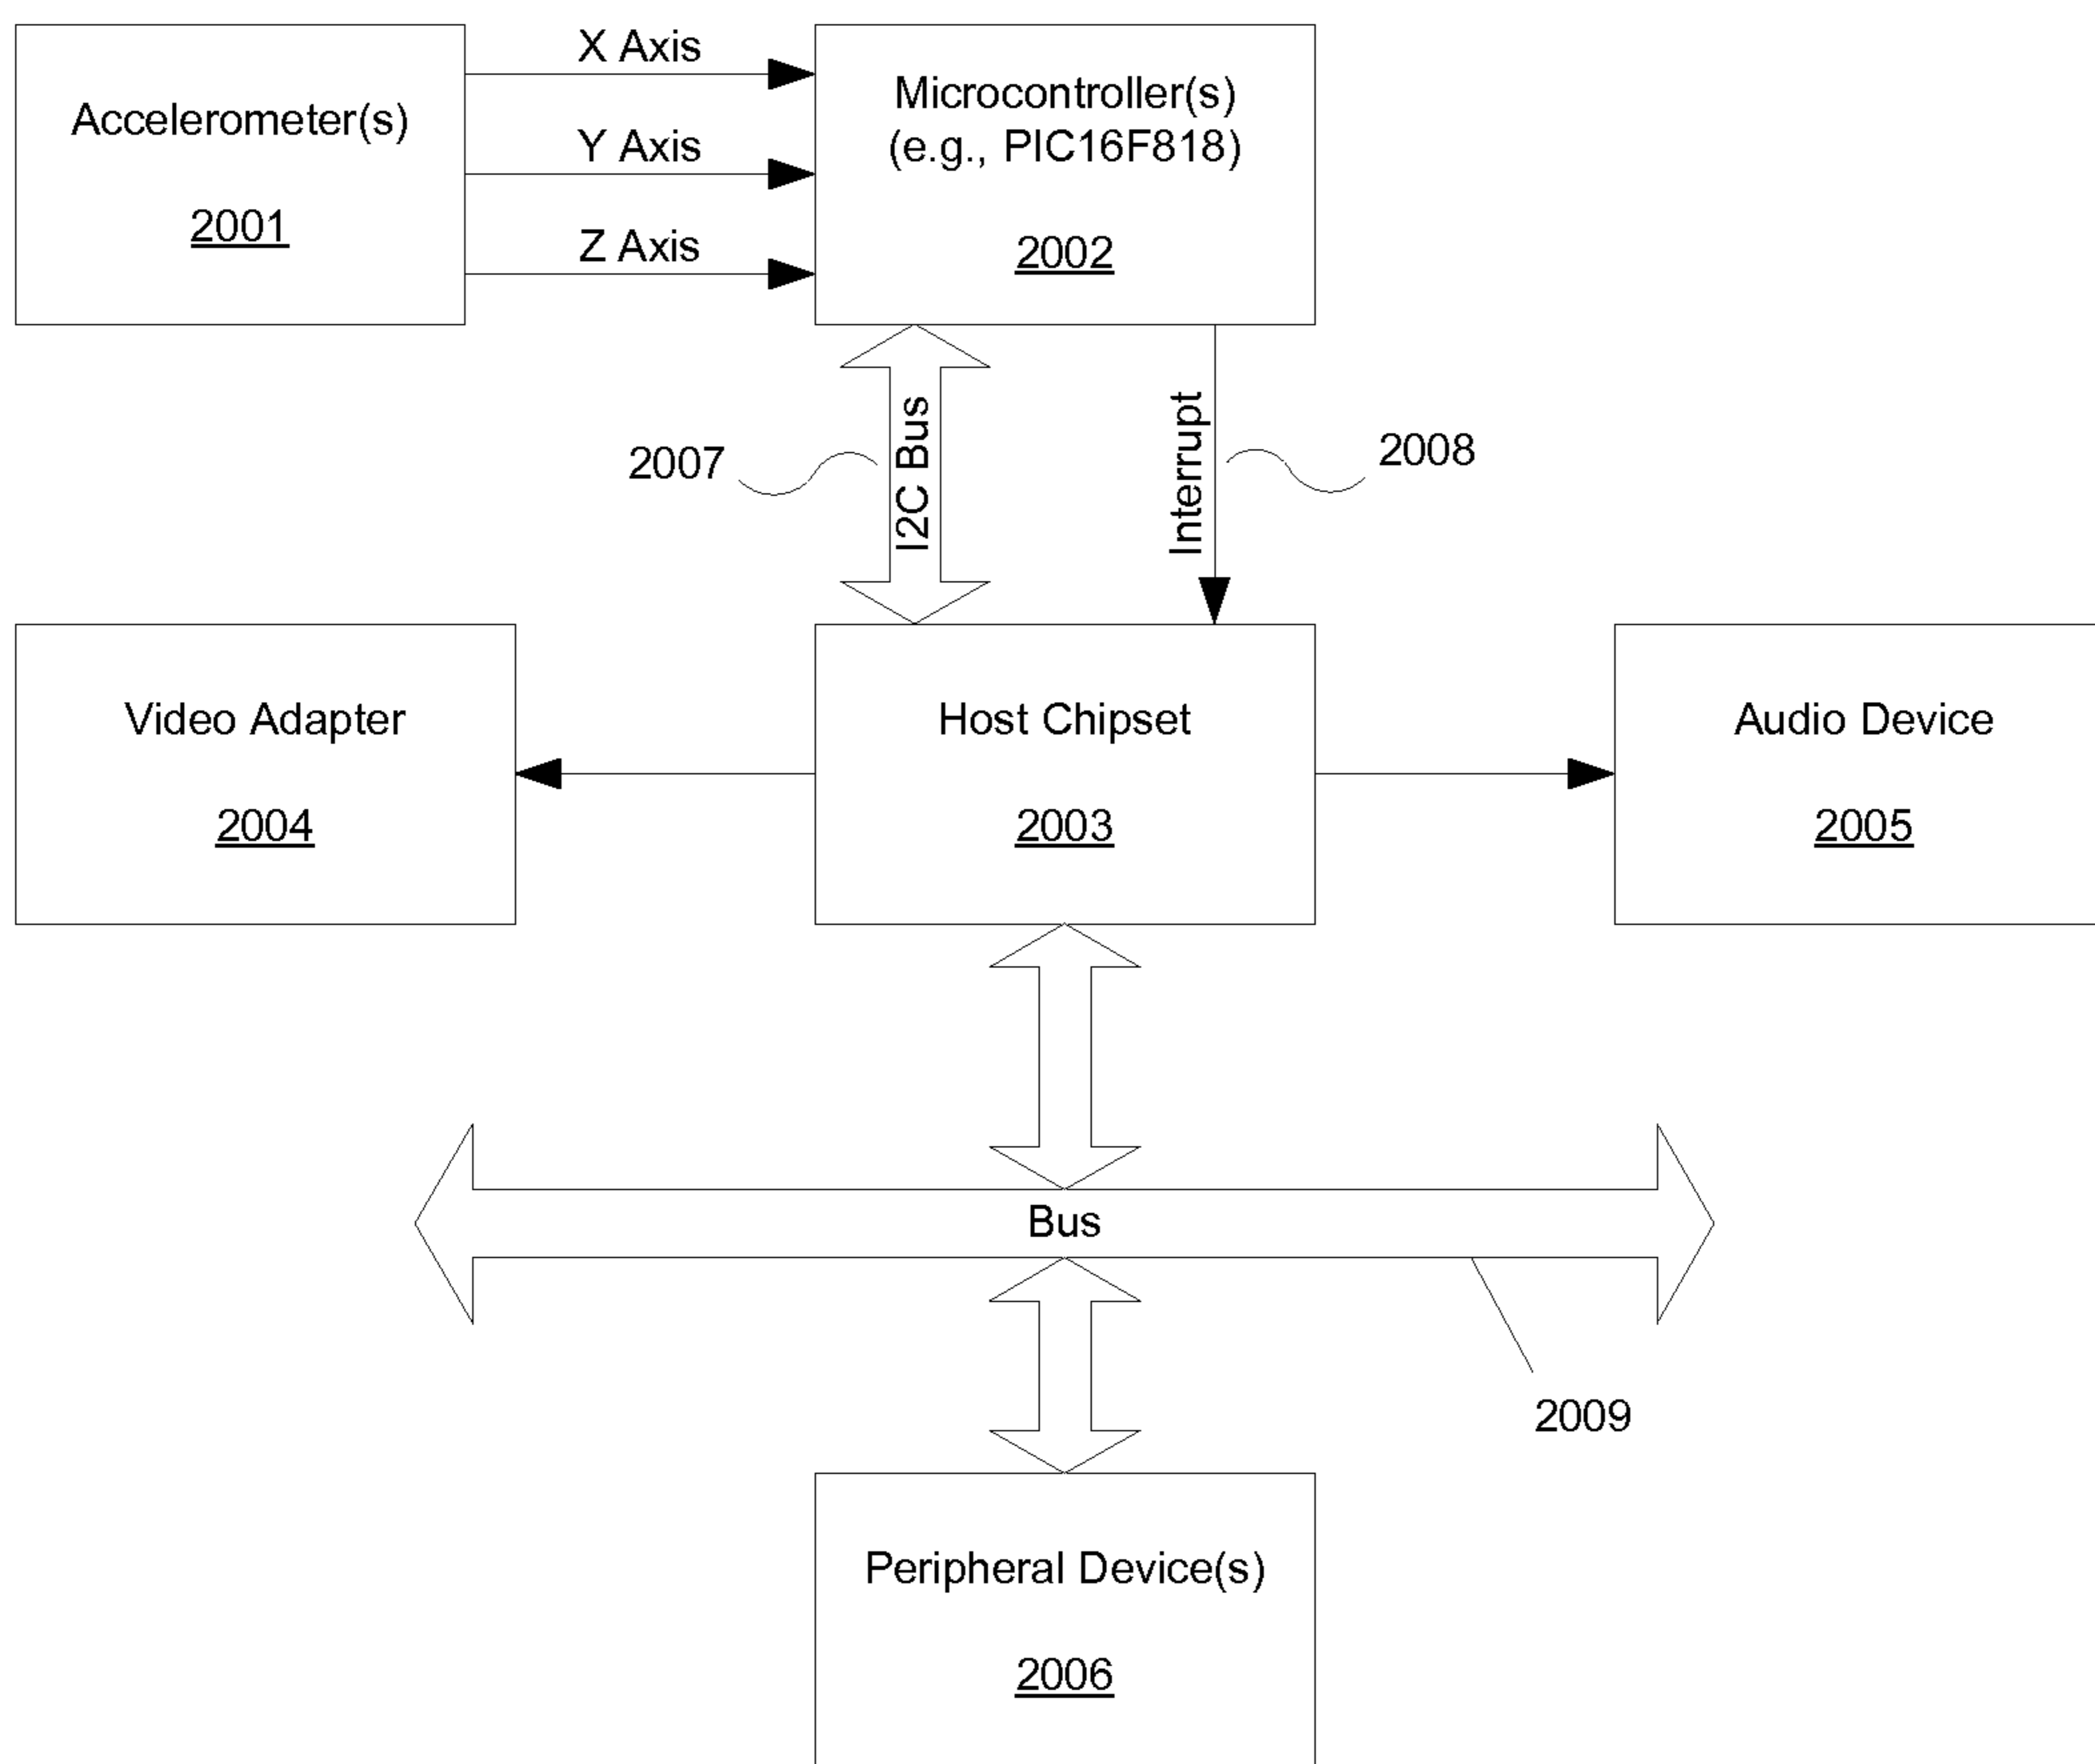 X Axis
Accelerometer(s)
2001
Y Axis
Z Axis
Microcontroller(s)
(e.g., PIC16F818)
2002
2007
I2C Bus
Interrupt
2008
Video Adapter
2004
Host Chipset
2003
Audio Device
2005
Bus
2009
Peripheral Device(s)
2006